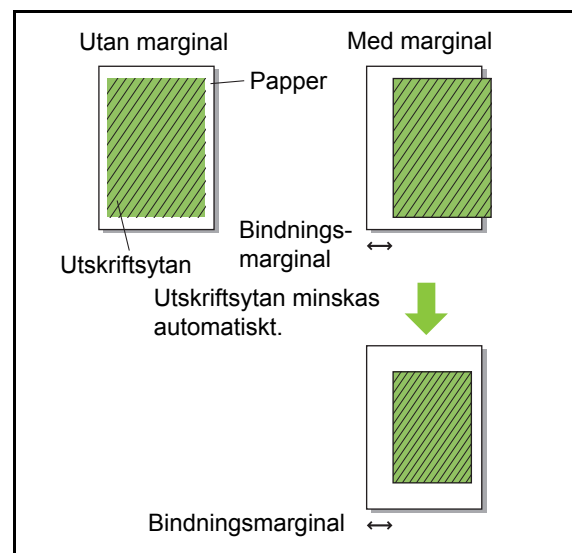 Utan marginal
Med marginal
Papper
Utskriftsytan
Bindnings-
marginal
Utskriftsytan minskas
automatiskt.
Bindningsmarginal